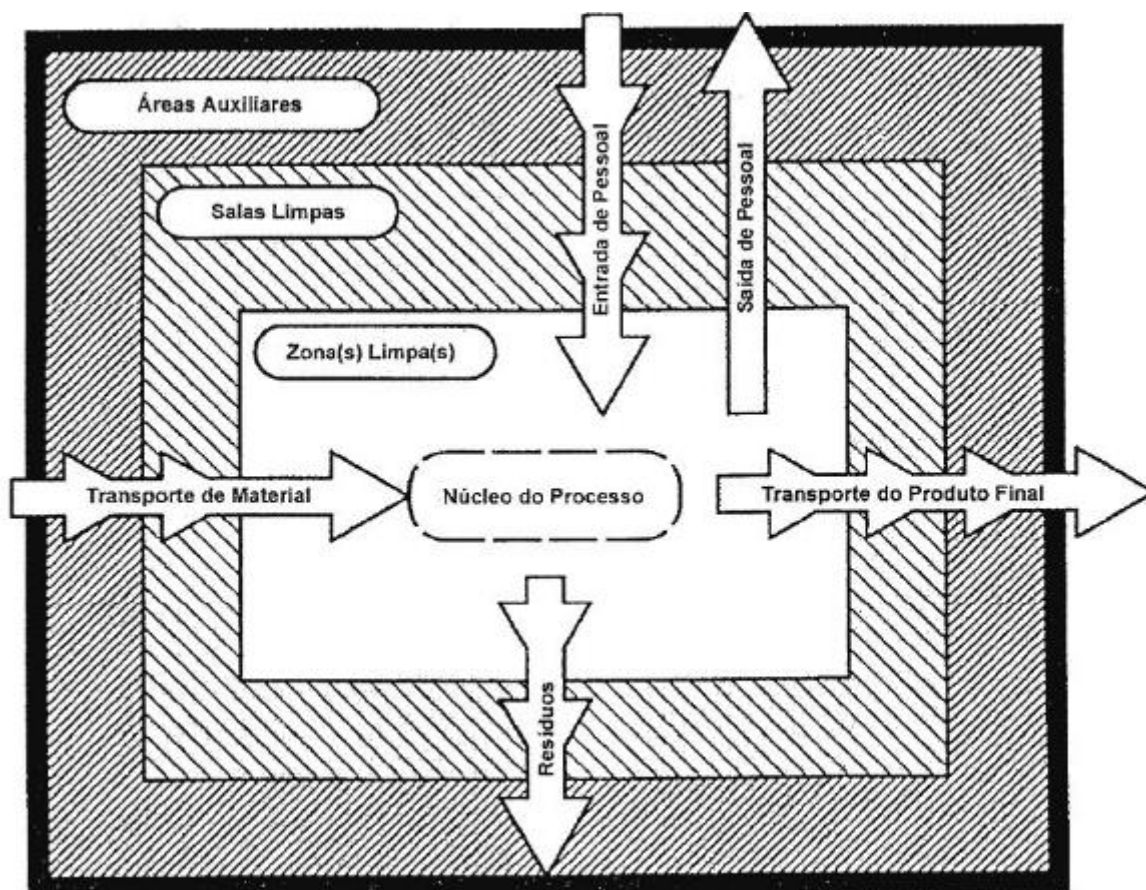 Áreas Auxiliares
Salas Limpas
Zona(s) Limpa(s)
Entrada de Pessoal
Saída de Pessoal
Transporte de Material
Núcleo do Processo
Transporte do Produto Final
Resíduos